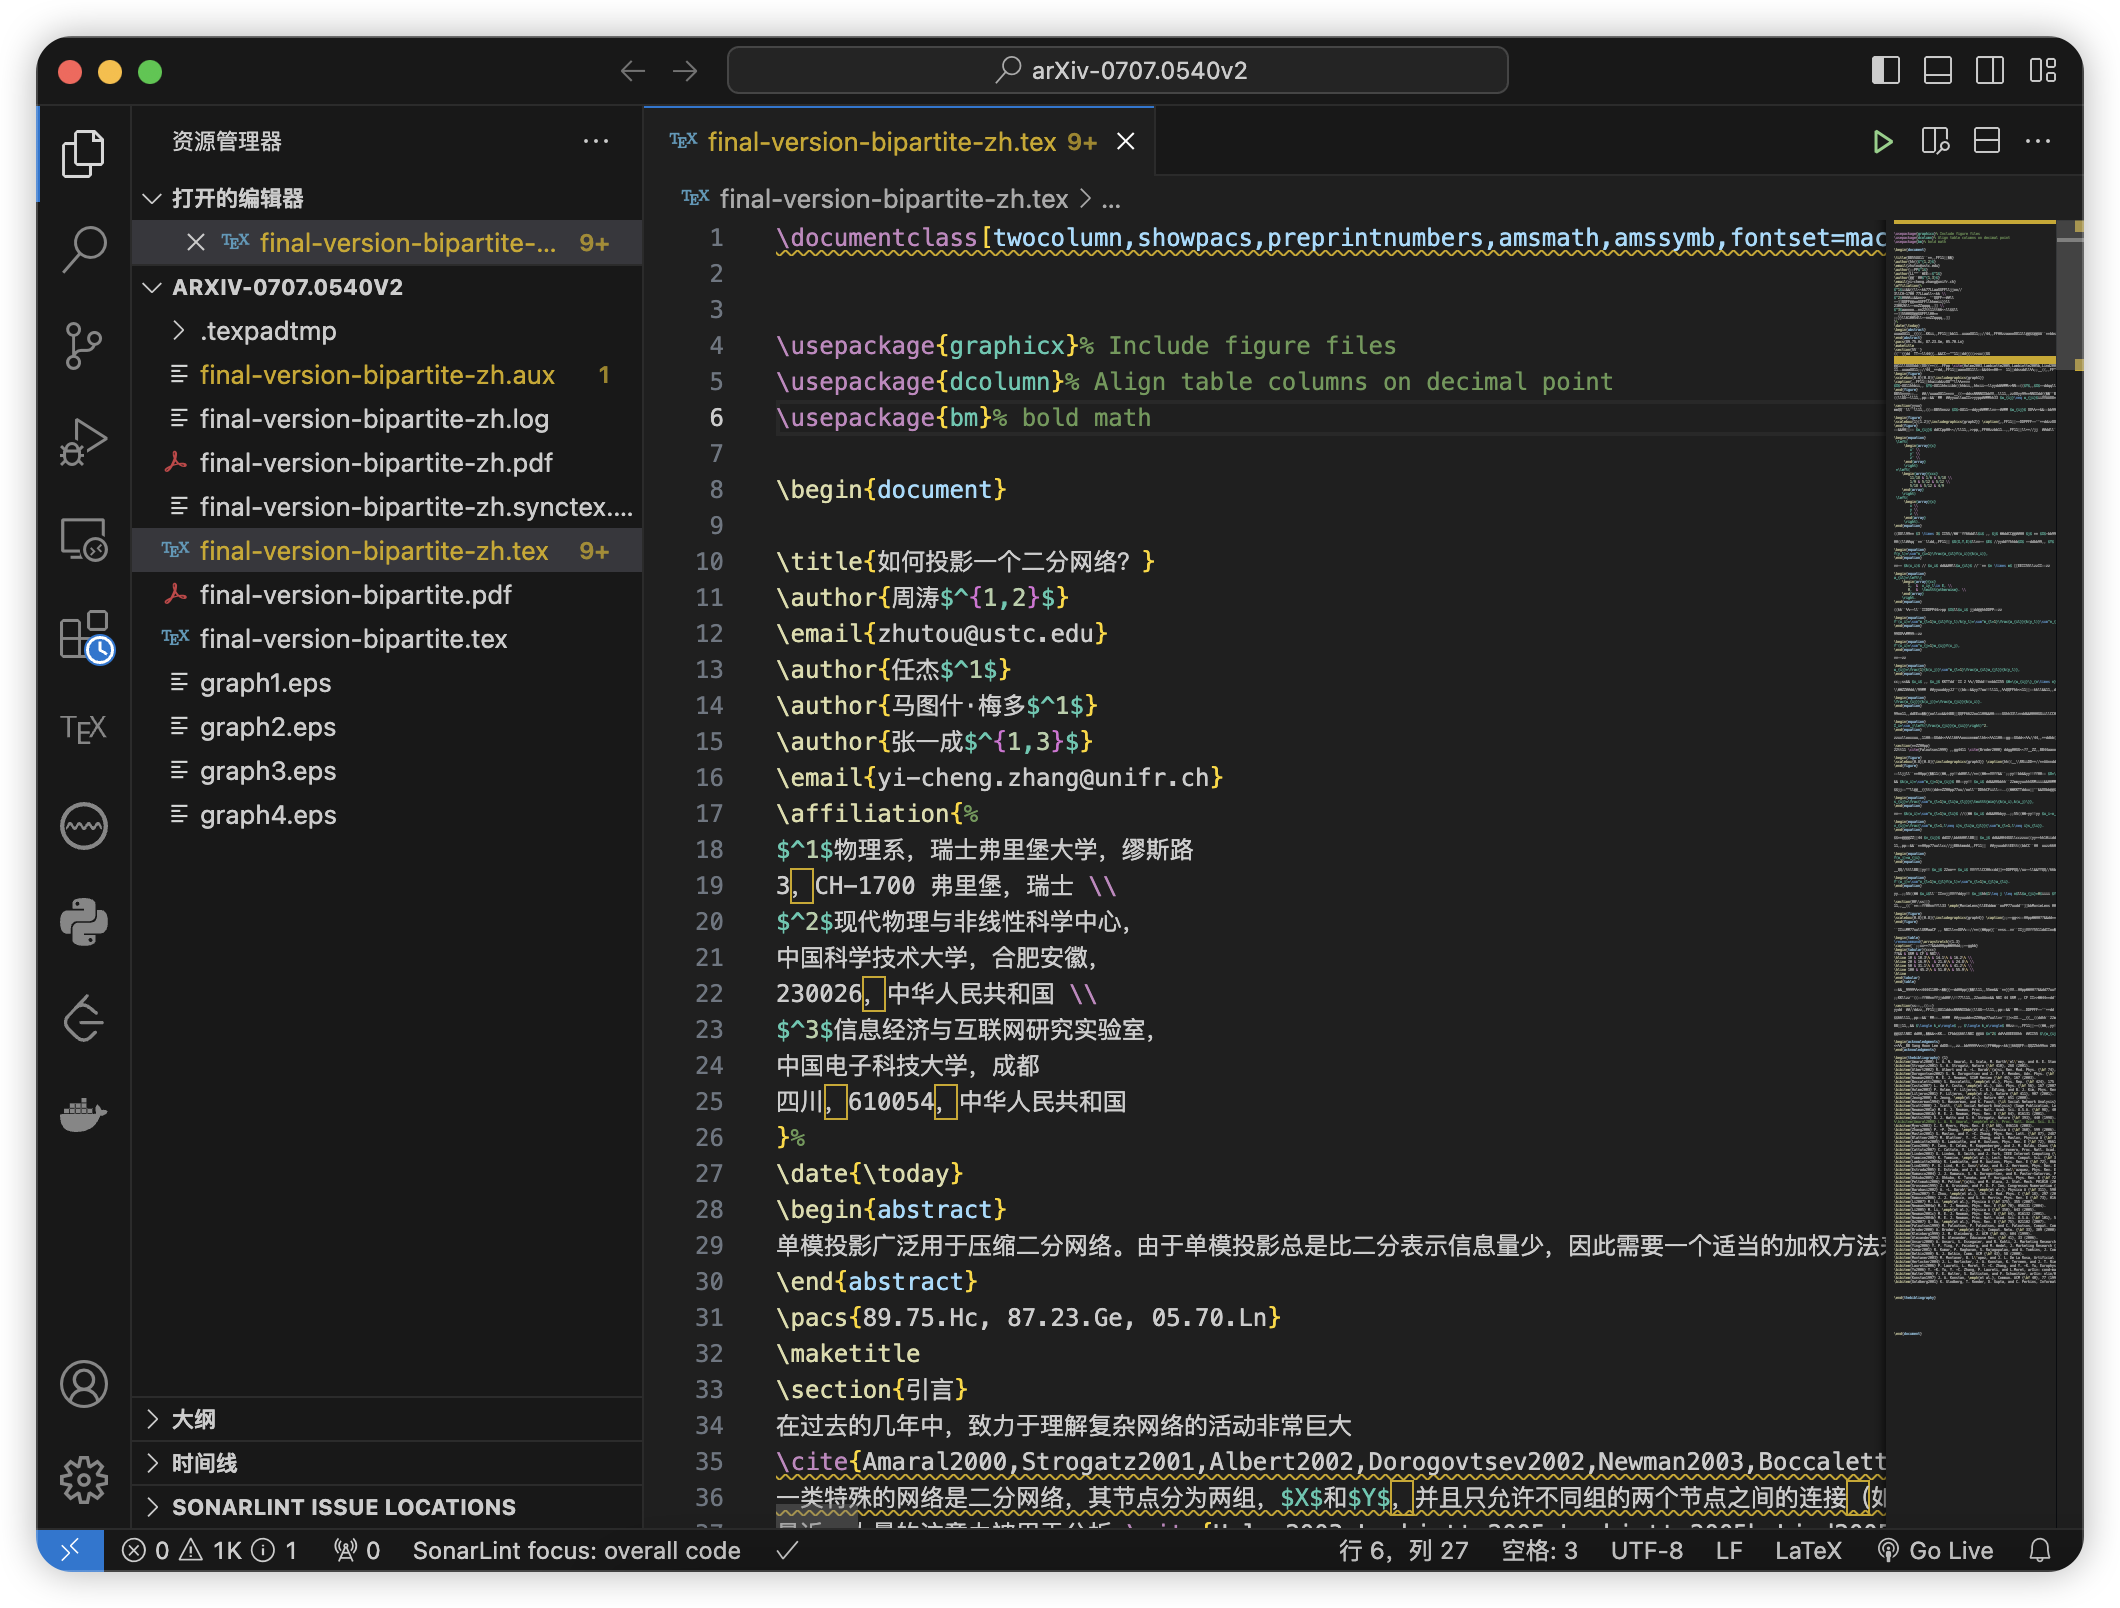 arXiv-0707.0540v2
资源管理器
final-version-bipartite-zh.tex 9+
打开的编辑器
final-version-bipartite-zh.tex > ...
final-version-bipartite-... 9+
ARXIV-0707.0540V2
.texpadtmp
final-version-bipartite-zh.aux 1
final-version-bipartite-zh.log
final-version-bipartite-zh.pdf
final-version-bipartite-zh.synctex....
final-version-bipartite-zh.tex 9+
final-version-bipartite.pdf
final-version-bipartite.tex
graph1.eps
graph2.eps
graph3.eps
graph4.eps
大纲
时间线
SONARLINT ISSUE LOCATIONS
1 \documentclass[twocolumn,showpacs,preprintnumbers,amsmath,amssymb,fontset=mac
2
3
4 \usepackage{graphicx}% Include figure files
5 \usepackage{dcolumn}% Align table columns on decimal point
6 \usepackage{bm}% bold math
7
8 \begin{document}
9
10 \title{如何投影一个二分网络？}
11 \author{周涛$^{1,2}$}
12 \email{zhutou@ustc.edu}
13 \author{任杰$^1$}
14 \author{马图什·梅多$^1$}
15 \author{张一成$^{1,3}$}
16 \email{yi-cheng.zhang@unifr.ch}
17 \affiliation{%
18 $^1$物理系，瑞士弗里堡大学，缪斯路
19 3，CH-1700 弗里堡，瑞士 \\
20 $^2$现代物理与非线性科学中心，
21 中国科学技术大学，合肥安徽，
22 230026，中华人民共和国 \\
23 $^3$信息经济与互联网研究实验室，
24 中国电子科技大学，成都
25 四川，610054，中华人民共和国
26 }%
27 \date{\today}
28 \begin{abstract}
29 单模投影广泛用于压缩二分网络。由于单模投影总是比二分表示信息量少，因此需要一个适当的加权方法
30 \end{abstract}
31 \pacs{89.75.Hc, 87.23.Ge, 05.70.Ln}
32 \maketitle
33 \section{引言}
34 在过去的几年中，致力于理解复杂网络的活动非常巨大
35 \cite{Amaral2000,Strogatz2001,Albert2002,Dorogovtsev2002,Newman2003,Boccalett
36 一类特殊的网络是二分网络，其节点分为两组，$X$和$Y$，并且只允许不同组的两个节点之间的连接（如
0 1K 1 0 SonarLint focus: overall code
行 6，列 27 空格: 3 UTF-8 LF LaTeX Go Live